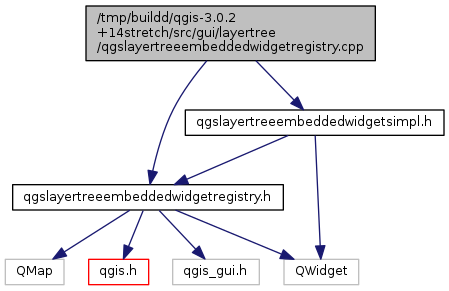 /tmp/buildd/qgis-3.0.2
+14stretch/src/gui/layertree
/qgslayertreeembeddedwidgetregistry.cpp
qgslayertreeembeddedwidgetsimpl.h
qgslayertreeembeddedwidgetregistry.h
QMap
qgis.h
qgis_gui.h
QWidget